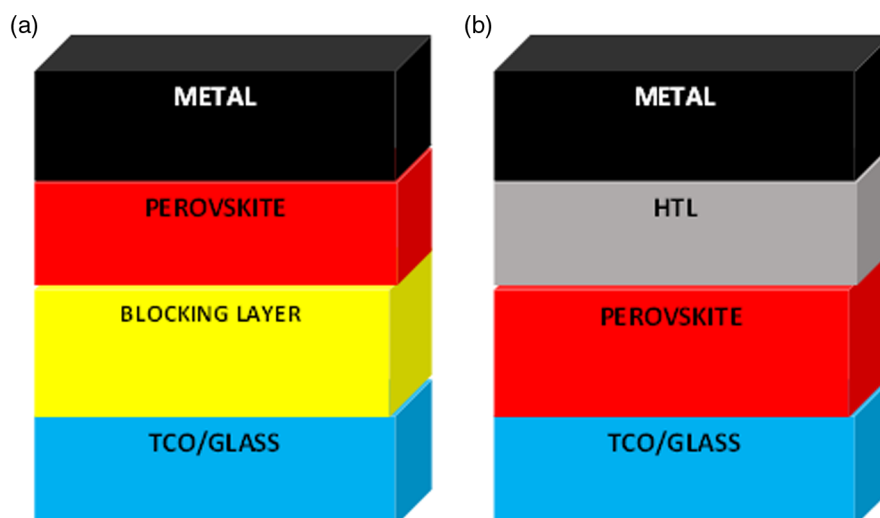 (a)
METAL
PEROVSKITE
BLOCKING LAYER
TCO/GLASS
(b)
METAL
HTL
PEROVSKITE
TCO/GLASS